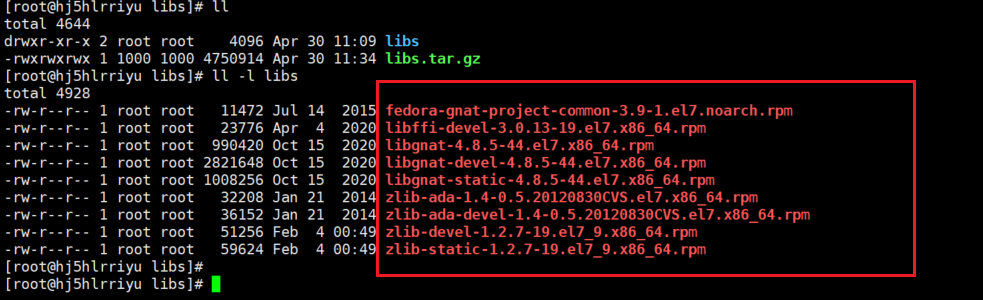 [root@hj5hlrriyu libs]# ll
total 4644
drwxr-xr-x 2 root root    4096 Apr 30 11:09 libs
-rwxrwxrwx 1 1000 1000 4750914 Apr 30 11:34 libs.tar.gz
[root@hj5hlrriyu libs]# ll -l libs
total 4928
-rw-r--r-- 1 root root   11472 Jul 14  2015 fedora-gnat-project-common-3.9-1.el7.noarch.rpm
-rw-r--r-- 1 root root   23776 Apr  4  2020 libffi-devel-3.0.13-19.el7.x86_64.rpm
-rw-r--r-- 1 root root  990420 Oct 15  2020 libgnat-4.8.5-44.el7.x86_64.rpm
-rw-r--r-- 1 root root 2821648 Oct 15  2020 libgnat-devel-4.8.5-44.el7.x86_64.rpm
-rw-r--r-- 1 root root 1008256 Oct 15  2020 libgnat-static-4.8.5-44.el7.x86_64.rpm
-rw-r--r-- 1 root root   32208 Jan 21  2014 zlib-ada-1.4-0.5.20120830CVS.el7.x86_64.rpm
-rw-r--r-- 1 root root   36152 Jan 21  2014 zlib-ada-devel-1.4-0.5.20120830CVS.el7.x86_64.rpm
-rw-r--r-- 1 root root   51256 Feb  4 00:49 zlib-devel-1.2.7-19.el7_9.x86_64.rpm
-rw-r--r-- 1 root root   59624 Feb  4 00:49 zlib-static-1.2.7-19.el7_9.x86_64.rpm
[root@hj5hlrriyu libs]#
[root@hj5hlrriyu libs]#